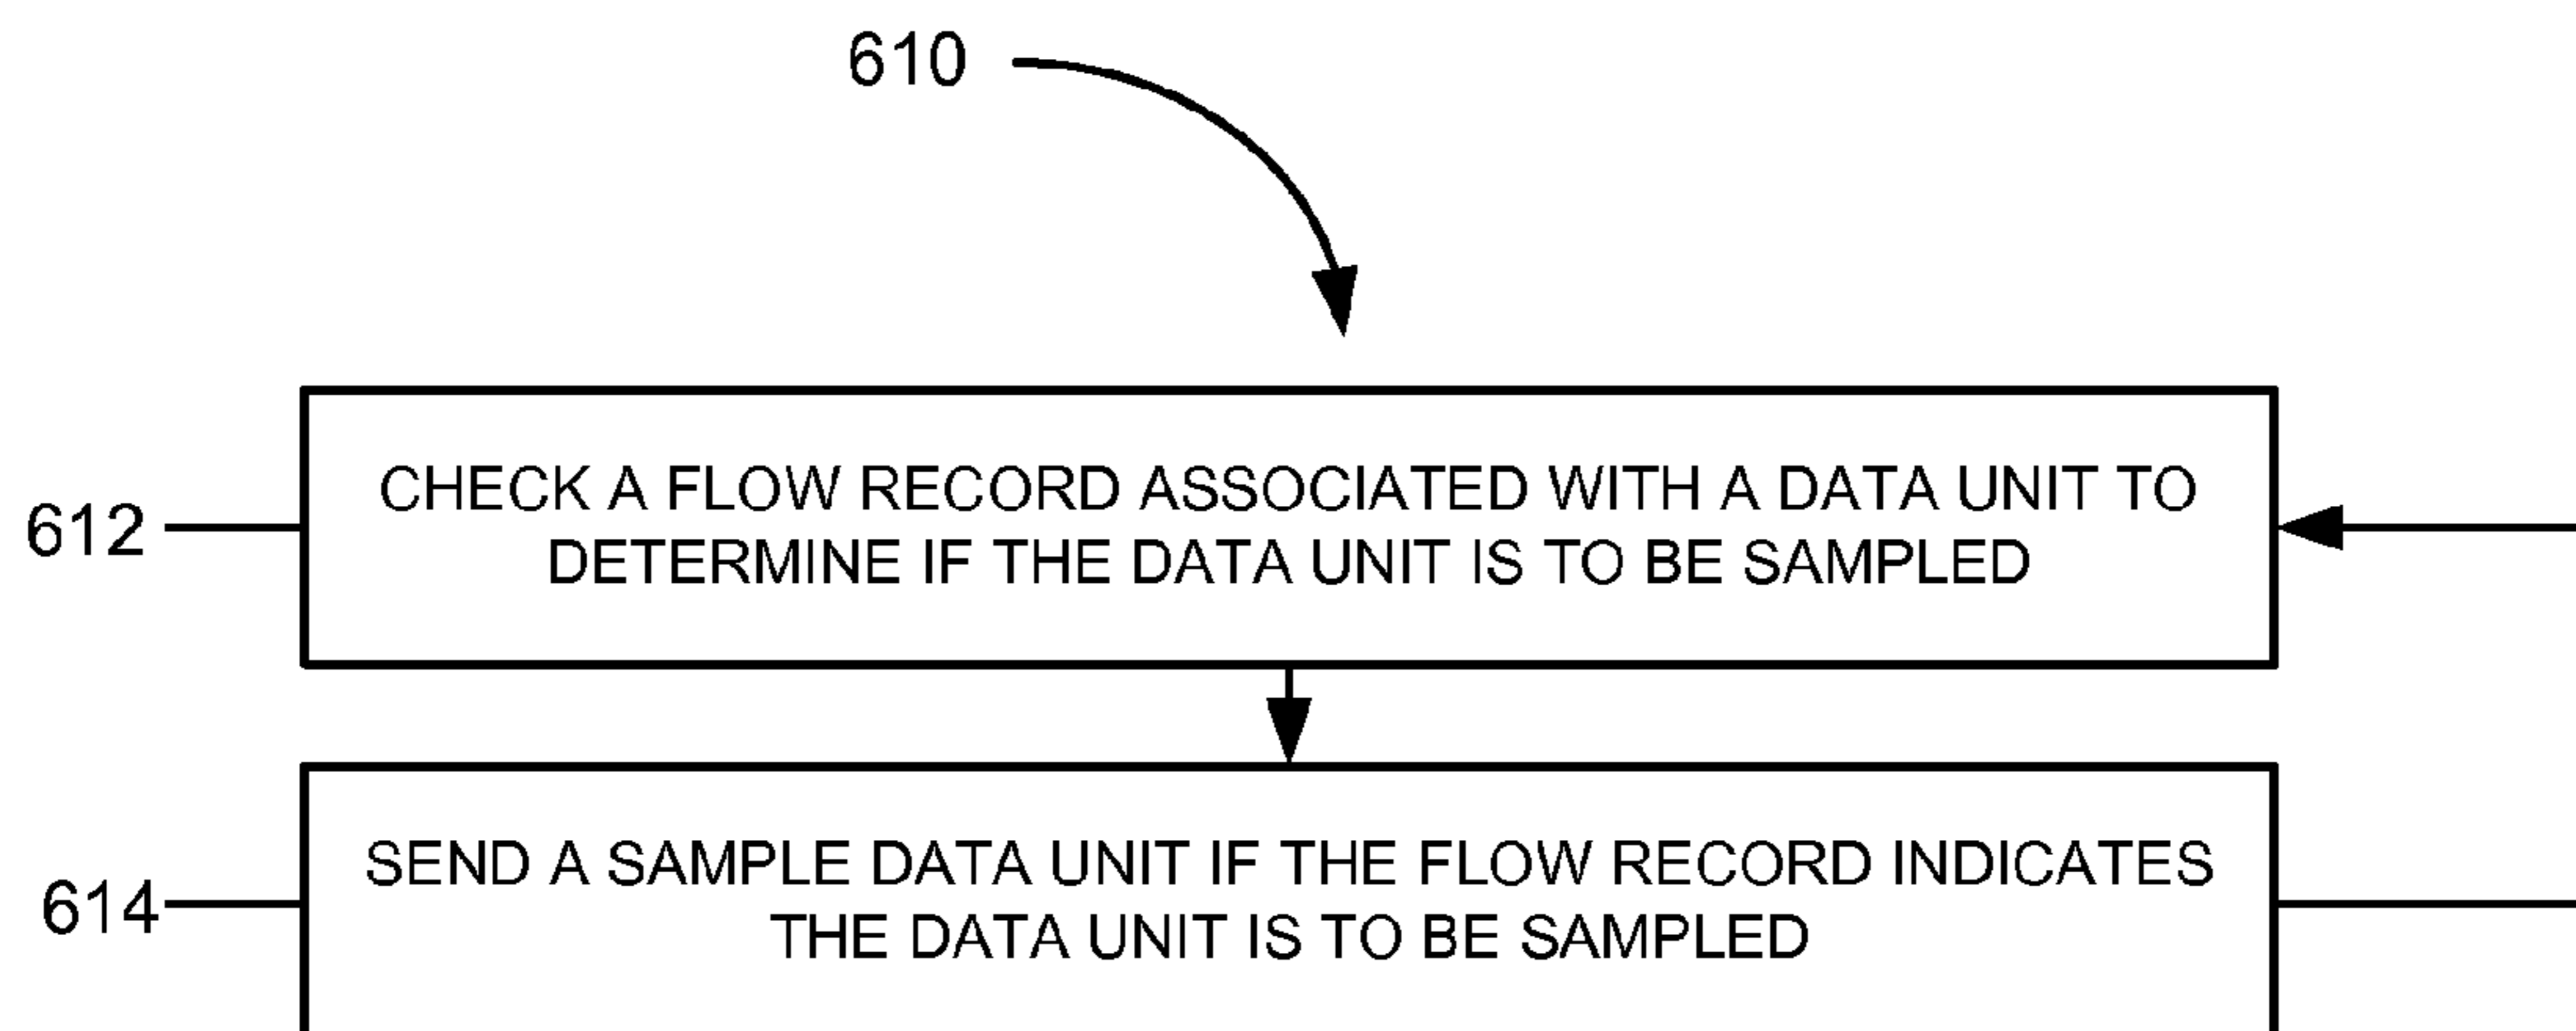 610
612
CHECK A FLOW RECORD ASSOCIATED WITH A DATA UNIT TO
DETERMINE IF THE DATA UNIT IS TO BE SAMPLED
614
SEND A SAMPLE DATA UNIT IF THE FLOW RECORD INDICATES
THE DATA UNIT IS TO BE SAMPLED